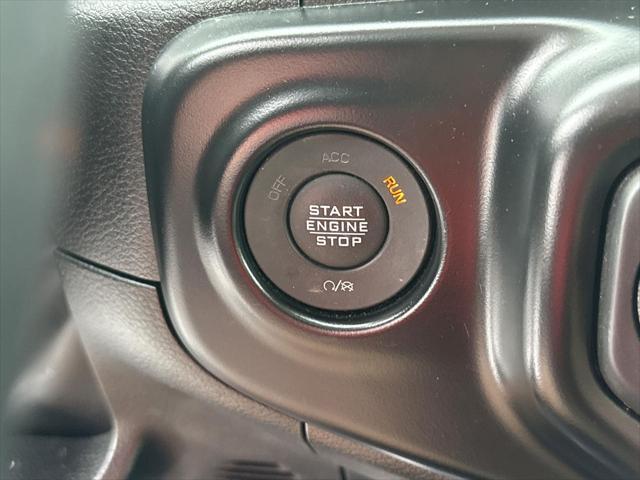 ACC
OFF
RUN
START
ENGINE
STOP